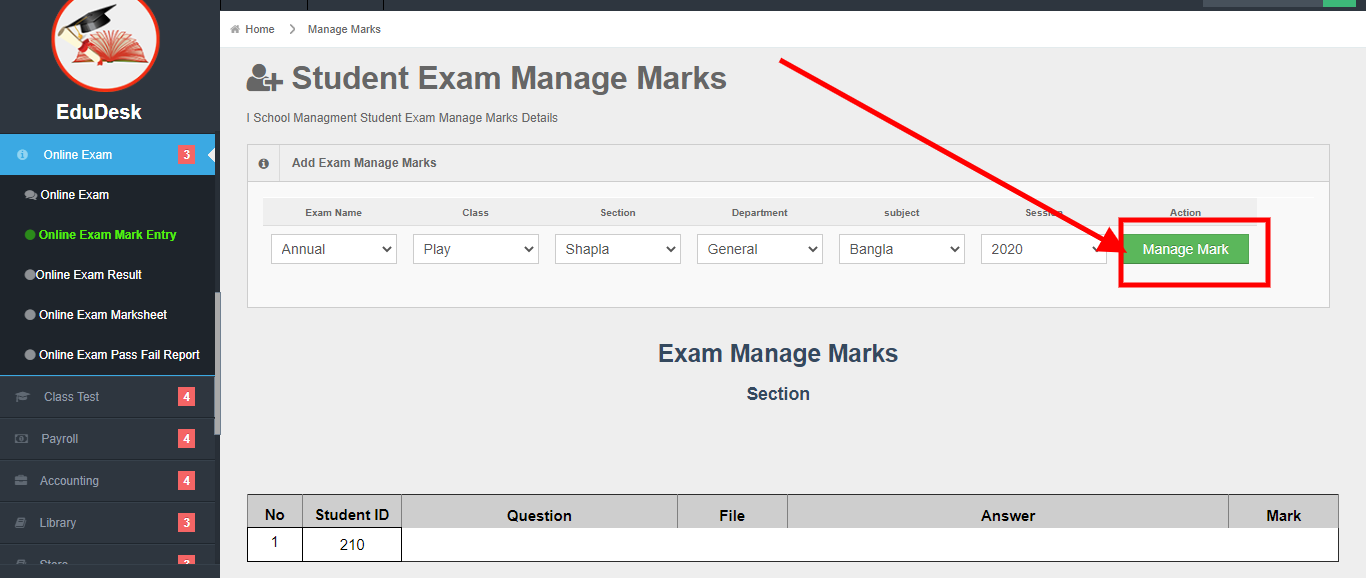 Home > Manage Marks
EduDesk
Student Exam Manage Marks
I School Managment Student Exam Manage Marks Details
Online Exam 3
Online Exam
Online Exam Mark Entry
Online Exam Result
Online Exam Marksheet
Online Exam Pass Fail Report
Class Test 4
Payroll 4
Accounting 4
Library 3
Store 3
Add Exam Manage Marks
Exam Name Class Section Department subject Session Action
Annual Play Shapla General Bangla 2020 Manage Mark
Exam Manage Marks
Section
No Student ID Question File Answer Mark
1 210